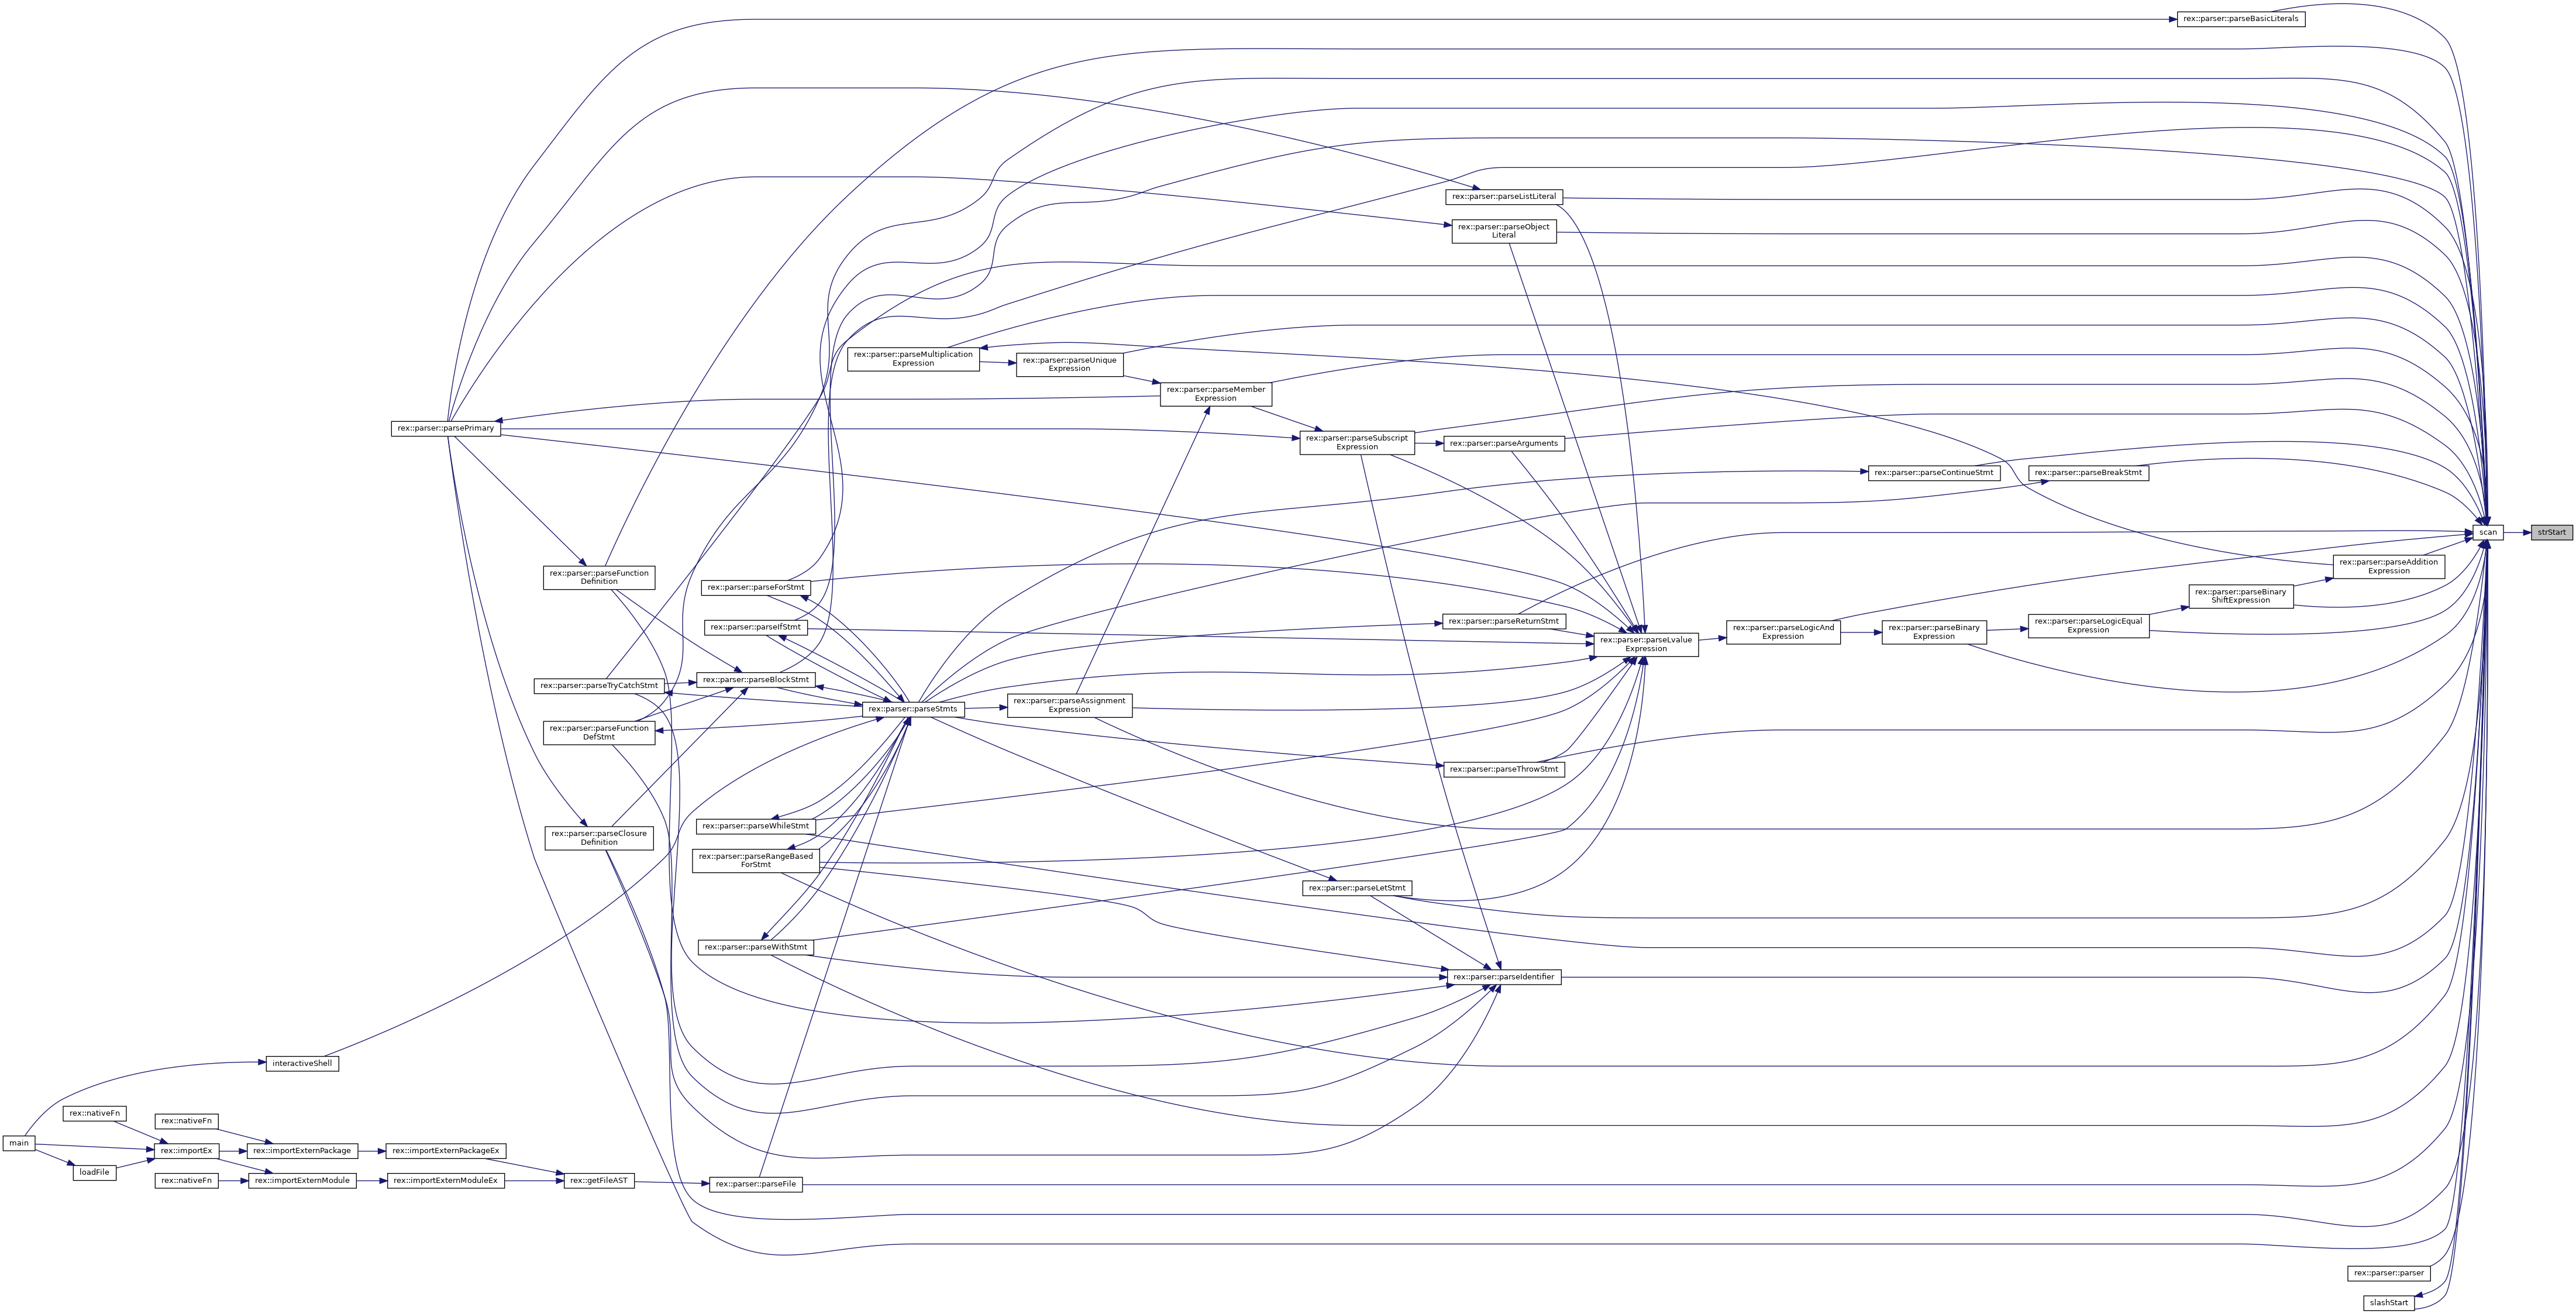 rex::parser::parseBasicLiterals
rex::parser::parseListLiteral
rex::parser::parseObject
Literal
rex::parser::parseMultiplication
Expression
rex::parser::parseUnique
Expression
rex::parser::parseMember
Expression
rex::parser::parsePrimary
rex::parser::parseSubscript
Expression
rex::parser::parseArguments
rex::parser::parseContinueStmt
rex::parser::parseBreakStmt
scan
strStart
rex::parser::parseAddition
Expression
rex::parser::parseFunction
Definition
rex::parser::parseForStmt
rex::parser::parseBinary
ShiftExpression
rex::parser::parseIfStmt
rex::parser::parseReturnStmt
rex::parser::parseLvalue
Expression
rex::parser::parseLogicAnd
Expression
rex::parser::parseBinary
Expression
rex::parser::parseLogicEqual
Expression
rex::parser::parseBlockStmt
rex::parser::parseTryCatchStmt
rex::parser::parseStmts
rex::parser::parseAssignment
Expression
rex::parser::parseFunction
DefStmt
rex::parser::parseThrowStmt
rex::parser::parseWhileStmt
rex::parser::parseClosure
Definition
rex::parser::parseRangeBased
ForStmt
rex::parser::parseLetStmt
rex::parser::parseWithStmt
rex::parser::parseIdentifier
interactiveShell
rex::nativeFn
rex::nativeFn
main
rex::importEx
rex::importExternPackage
rex::importExternPackageEx
loadFile
rex::nativeFn
rex::importExternModule
rex::importExternModuleEx
rex::getFileAST
rex::parser::parseFile
rex::parser::parser
slashStart